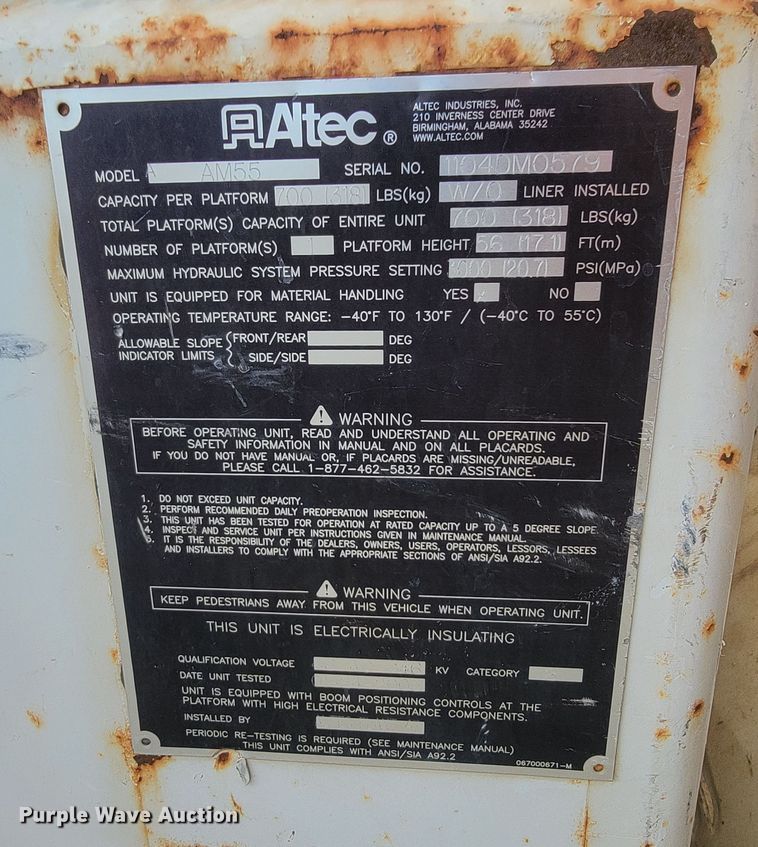 Altec ®
ALTEC INDUSTRIES, INC.
210 INVERNESS CENTER DRIVE
BIRMINGHAM, ALABAMA 35242
WWW.ALTEC.COM
MODEL AM55 SERIAL NO. 1104DM0579
CAPACITY PER PLATFORM 700 (318) LBS(kg) W/O LINER INSTALLED
TOTAL PLATFORM(S) CAPACITY OF ENTIRE UNIT 700 (318) LBS(kg)
NUMBER OF PLATFORM(S) 1 PLATFORM HEIGHT 56 (17.1) FT(m)
MAXIMUM HYDRAULIC SYSTEM PRESSURE SETTING 3000 (20.7) PSI(MPa)
UNIT IS EQUIPPED FOR MATERIAL HANDLING YES NO
OPERATING TEMPERATURE RANGE: -40°F TO 130°F / (-40°C TO 55°C)
ALLOWABLE SLOPE FRONT/REAR DEG
INDICATOR LIMITS SIDE/SIDE DEG
WARNING
BEFORE OPERATING UNIT, READ AND UNDERSTAND ALL OPERATING AND
SAFETY INFORMATION IN MANUAL AND ON ALL PLACARDS.
IF YOU DO NOT HAVE MANUAL OR, IF PLACARDS ARE MISSING/UNREADABLE,
PLEASE CALL 1-877-462-5832 FOR ASSISTANCE.
1. DO NOT EXCEED UNIT CAPACITY.
2. PERFORM RECOMMENDED DAILY PREOPERATION INSPECTION.
3. THIS UNIT HAS BEEN TESTED FOR OPERATION AT RATED CAPACITY UP TO A 5 DEGREE SLOPE.
4. INSPECT AND SERVICE UNIT PER INSTRUCTIONS GIVEN IN MAINTENANCE MANUAL.
5. IT IS THE RESPONSIBILITY OF THE DEALERS, OWNERS, USERS, OPERATORS, LESSORS, LESSEES
AND INSTALLERS TO COMPLY WITH THE APPROPRIATE SECTIONS OF ANSI/SIA A92.2.
WARNING
KEEP PEDESTRIANS AWAY FROM THIS VEHICLE WHEN OPERATING UNIT.
THIS UNIT IS ELECTRICALLY INSULATING
QUALIFICATION VOLTAGE KV CATEGORY
DATE UNIT TESTED
UNIT IS EQUIPPED WITH BOOM POSITIONING CONTROLS AT THE
PLATFORM WITH HIGH ELECTRICAL RESISTANCE COMPONENTS.
INSTALLED BY
PERIODIC RE-TESTING IS REQUIRED (SEE MAINTENANCE MANUAL)
THIS UNIT COMPLIES WITH ANSI/SIA A92.2
067000671-M
Purple Wave Auction